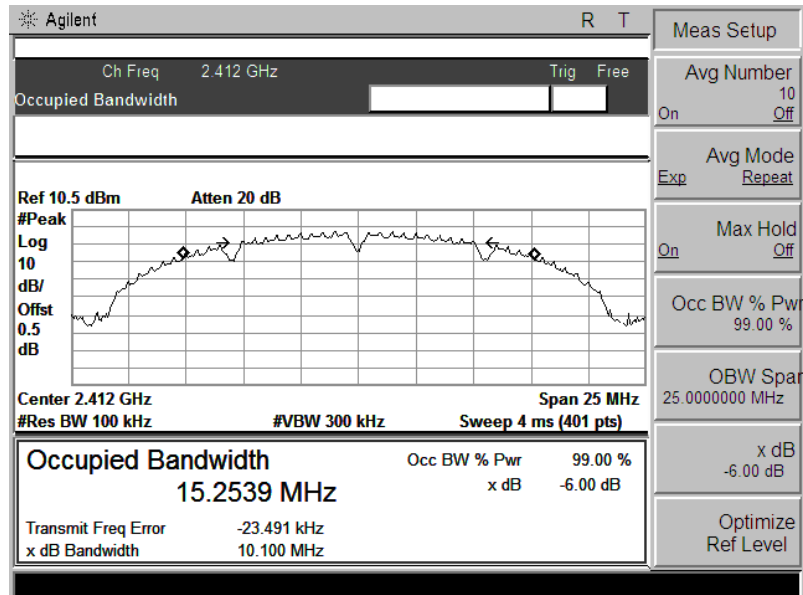 Agilent R T
Ch Freq 2.412 GHz Trig Free
Occupied Bandwidth
Ref 10.5 dBm Atten 20 dB
#Peak
Log
10
dB/
Offst
0.5
dB
Center 2.412 GHz Span 25 MHz
#Res BW 100 kHz #VBW 300 kHz Sweep 4 ms (401 pts)
Occupied Bandwidth Occ BW % Pwr 99.00 %
15.2539 MHz x dB -6.00 dB
Transmit Freq Error -23.491 kHz
x dB Bandwidth 10.100 MHz
Meas Setup
Avg Number
10
On Off
Avg Mode
Exp Repeat
Max Hold
On Off
Occ BW % Pwr
99.00 %
OBW Span
25.0000000 MHz
x dB
-6.00 dB
Optimize
Ref Level